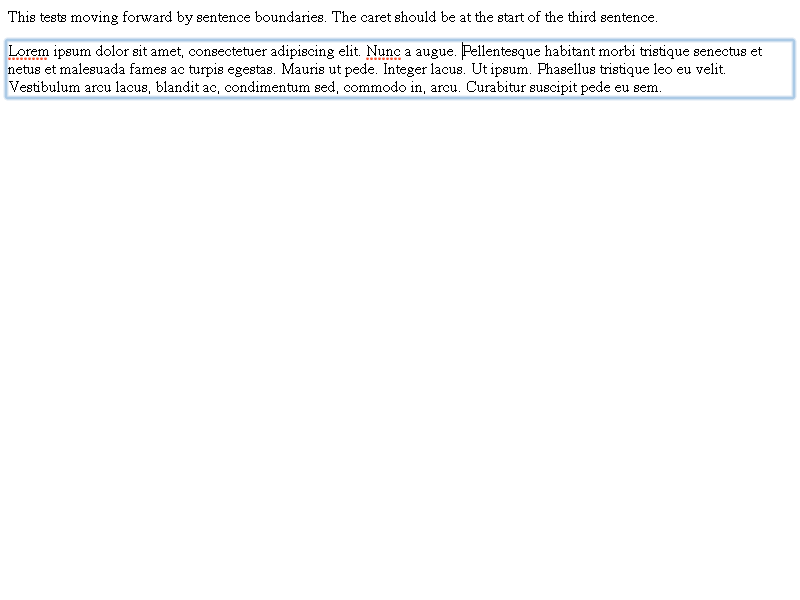 This tests moving forward by sentence boundaries. The caret should be at the start of the third sentence.
Lorem ipsum dolor sit amet, consectetuer adipiscing elit. Nunc a augue. Pellentesque habitant morbi tristique senectus et
netus et malesuada fames ac turpis egestas. Mauris ut pede. Integer lacus. Ut ipsum. Phasellus tristique leo eu velit.
Vestibulum arcu lacus, blandit ac, condimentum sed, commodo in, arcu. Curabitur suscipit pede eu sem.